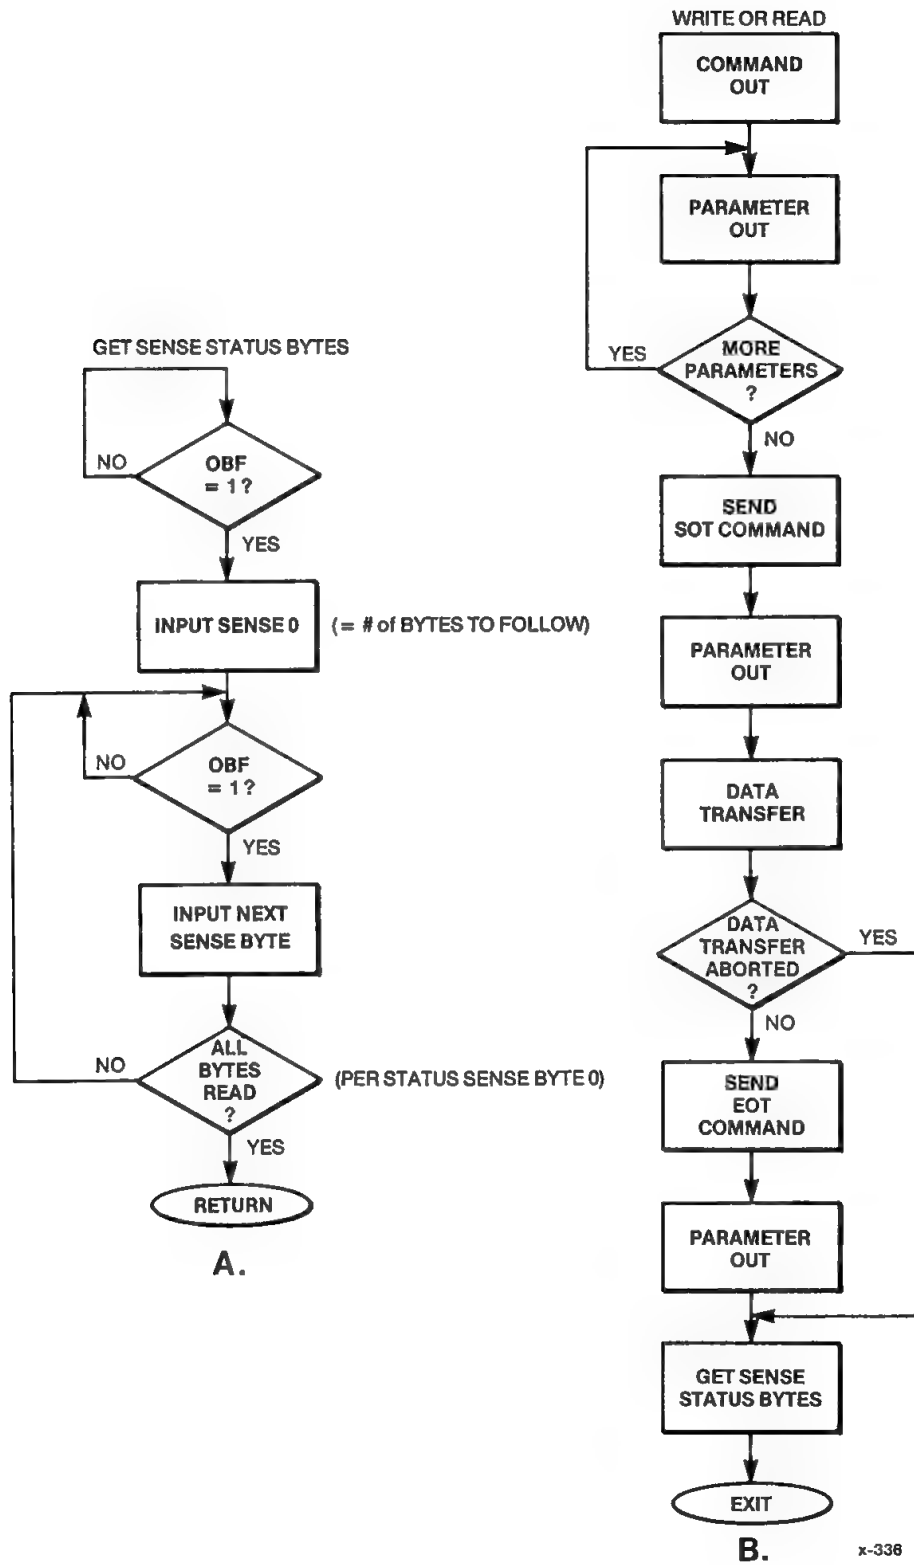 GET SENSE STATUS BYTES
NO
OBF
= 1?
YES
INPUT SENSE 0
(= # of BYTES TO FOLLOW)
NO
OBF
= 1?
YES
INPUT NEXT
SENSE BYTE
NO
ALL
BYTES
READ
?
(PER STATUS SENSE BYTE 0)
YES
RETURN
A.
WRITE OR READ
COMMAND
OUT
PARAMETER
OUT
YES
MORE
PARAMETERS
?
NO
SEND
SOT COMMAND
PARAMETER
OUT
DATA
TRANSFER
DATA
TRANSFER
ABORTED
?
YES
NO
SEND
EOT
COMMAND
PARAMETER
OUT
GET SENSE
STATUS BYTES
EXIT
B.
x-336